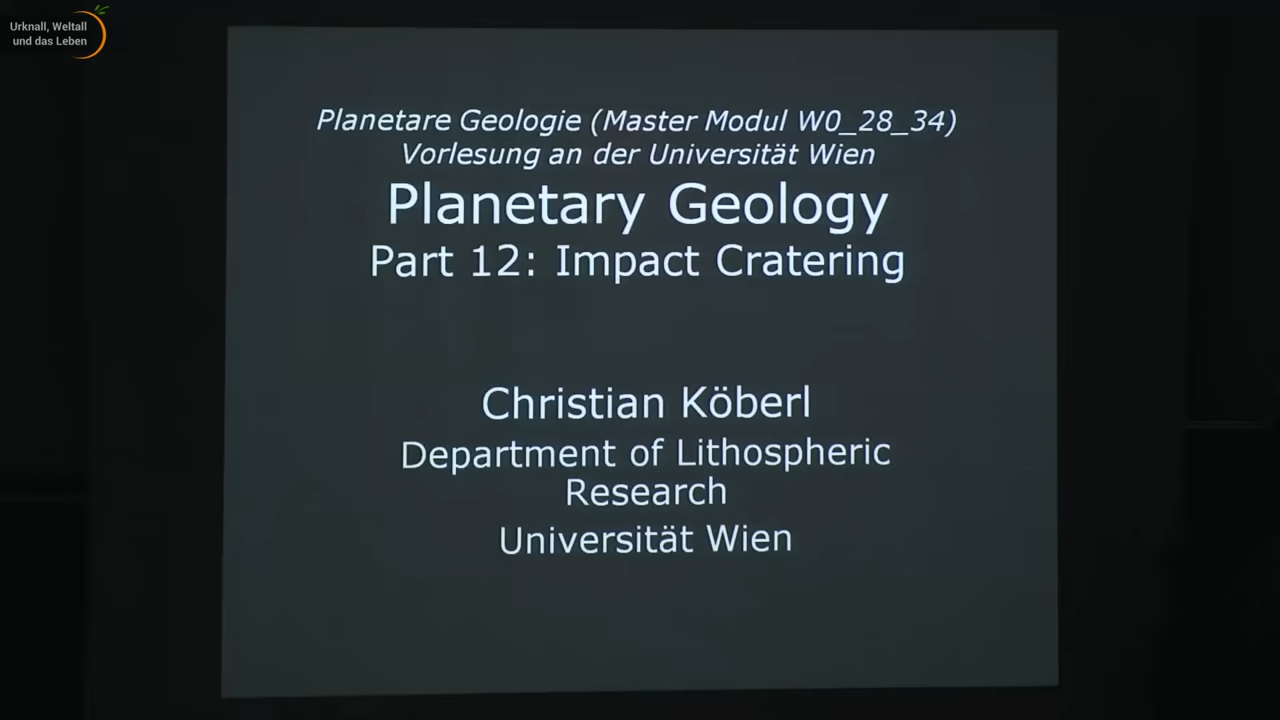 Urknall, Weltall
und das Leben
Planetare Geologie (Master Modul W0_28_34)
Vorlesung an der Universität Wien
Planetary Geology
Part 12: Impact Cratering
Christian Köberl
Department of Lithospheric
Research
Universität Wien